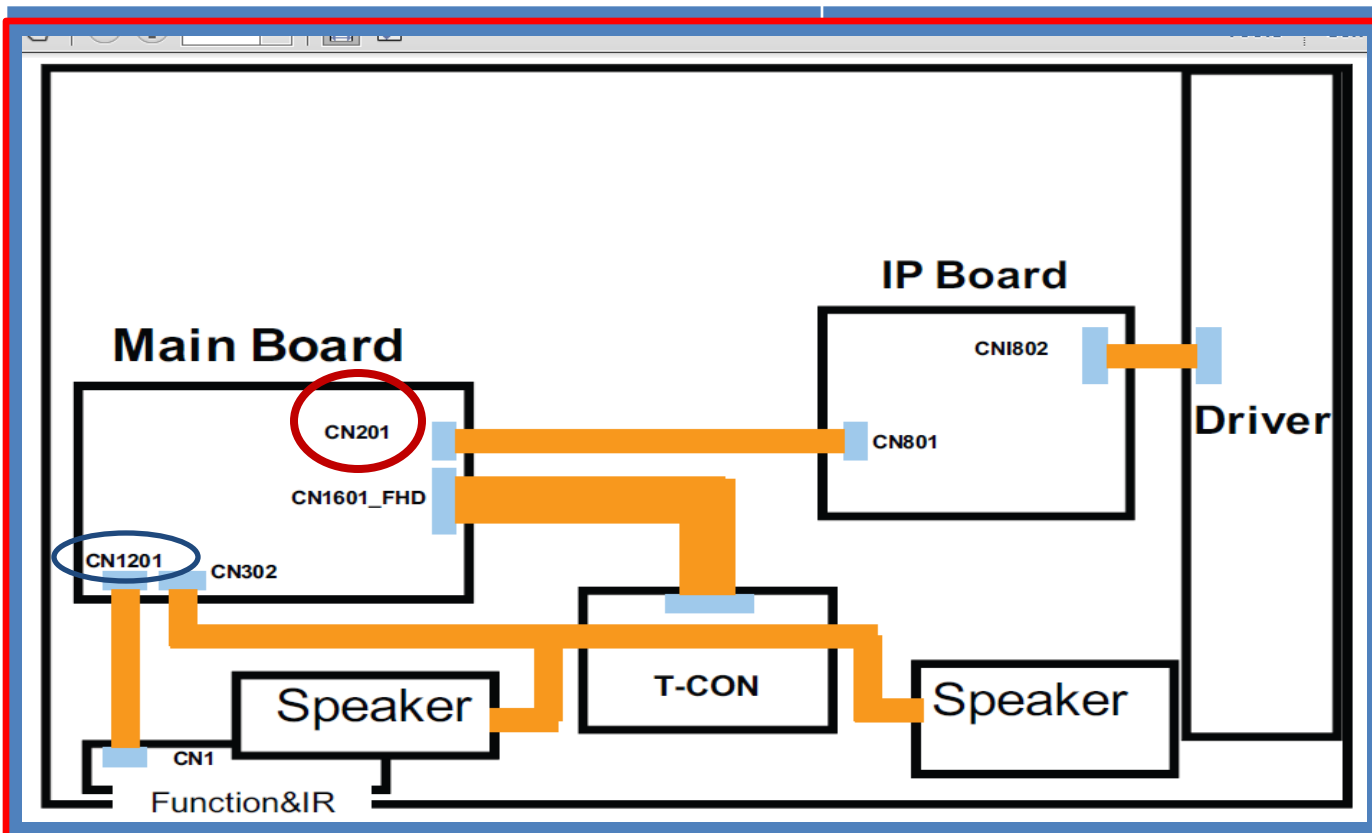 IP Board
CNI802
Main Board
Driver
CN201
CN801
CN1601_FHD
CN1201
CN302
T-CON
Speaker
Speaker
CN1
Function&IR